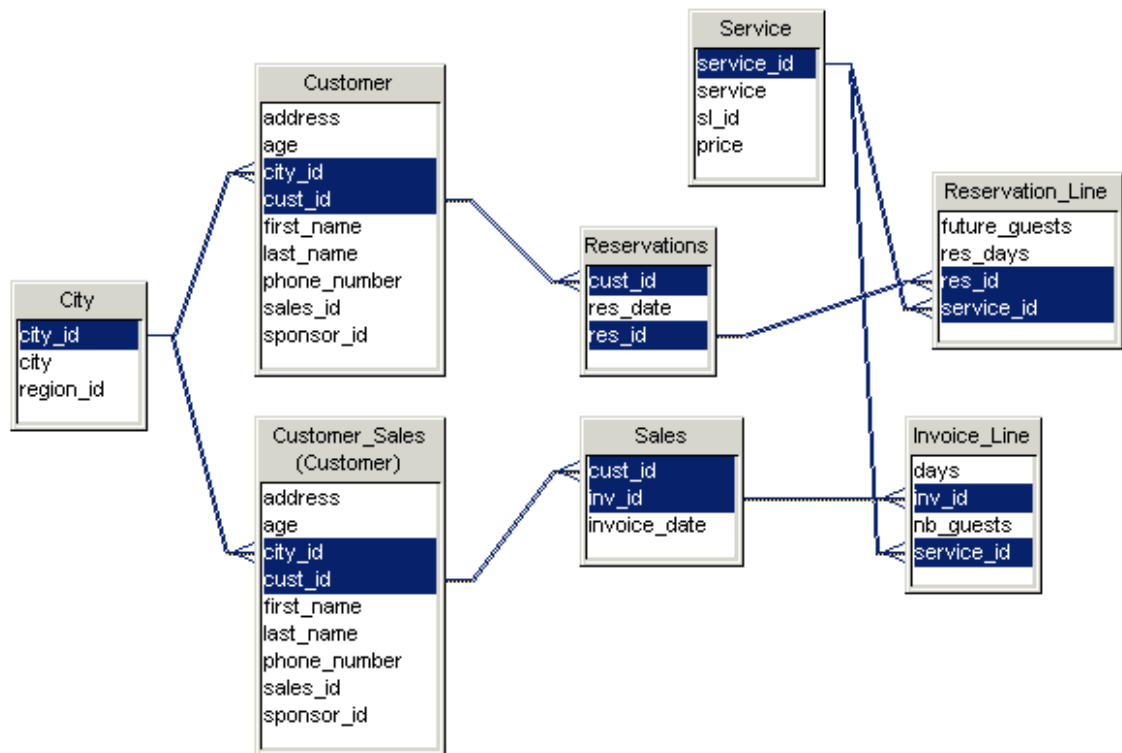 City
city_id
city
region_id
Customer
address
age
city_id
cust_id
first_name
last_name
phone_number
sales_id
sponsor_id
Customer_Sales
(Customer)
address
age
city_id
cust_id
first_name
last_name
phone_number
sales_id
sponsor_id
Reservations
cust_id
res_date
res_id
Sales
cust_id
inv_id
invoice_date
Service
service_id
service
sl_id
price
Reservation_Line
future_guests
res_days
res_id
service_id
Invoice_Line
days
inv_id
nb_guests
service_id